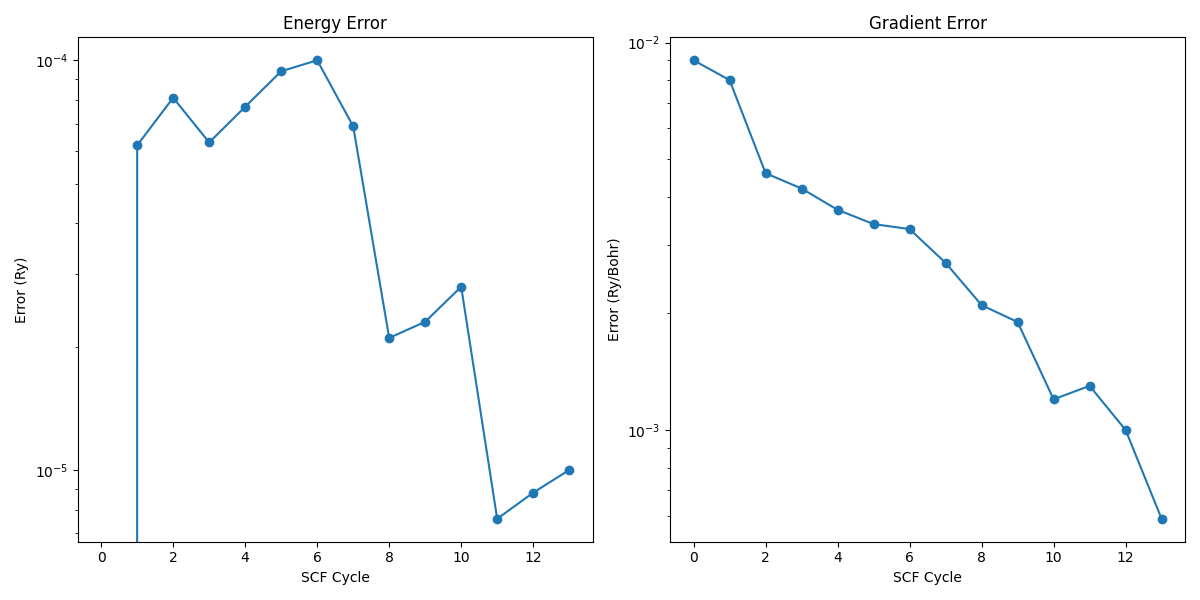 Energy Error
10⁻⁴
10⁻⁵
Error (Ry)
0 2 4 6 8 10 12
SCF Cycle
Gradient Error
10⁻²
10⁻³
Error (Ry/Bohr)
0 2 4 6 8 10 12
SCF Cycle